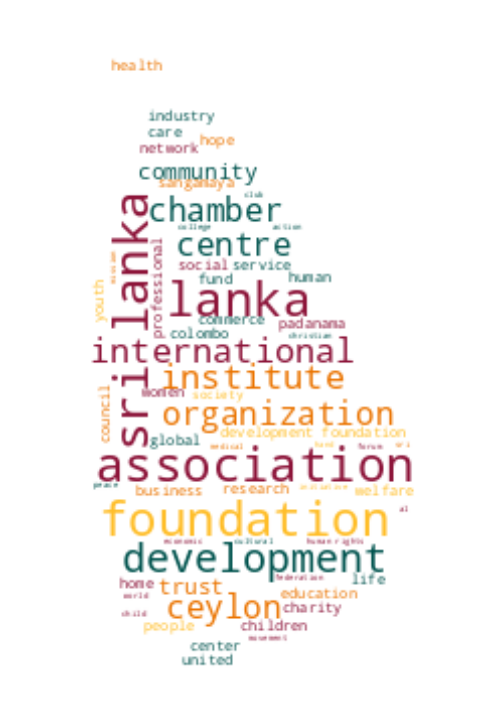 health
industry
care
hope
network
community
sangamaya
club
chamber
college
action
centre
social
service
mission
fund
human
youth
professional
lanka
sri lanka
commerce
padanama
colombo
christian
international
institute
women
society
council
organization
development foundation
global
medical
forum
association
peace
business
research
initiative
welfare
al
foundation
economic
cultural
human rights
development
federation
home
trust
life
world
education
ceylon
charity
child
people
children
movement
center
united